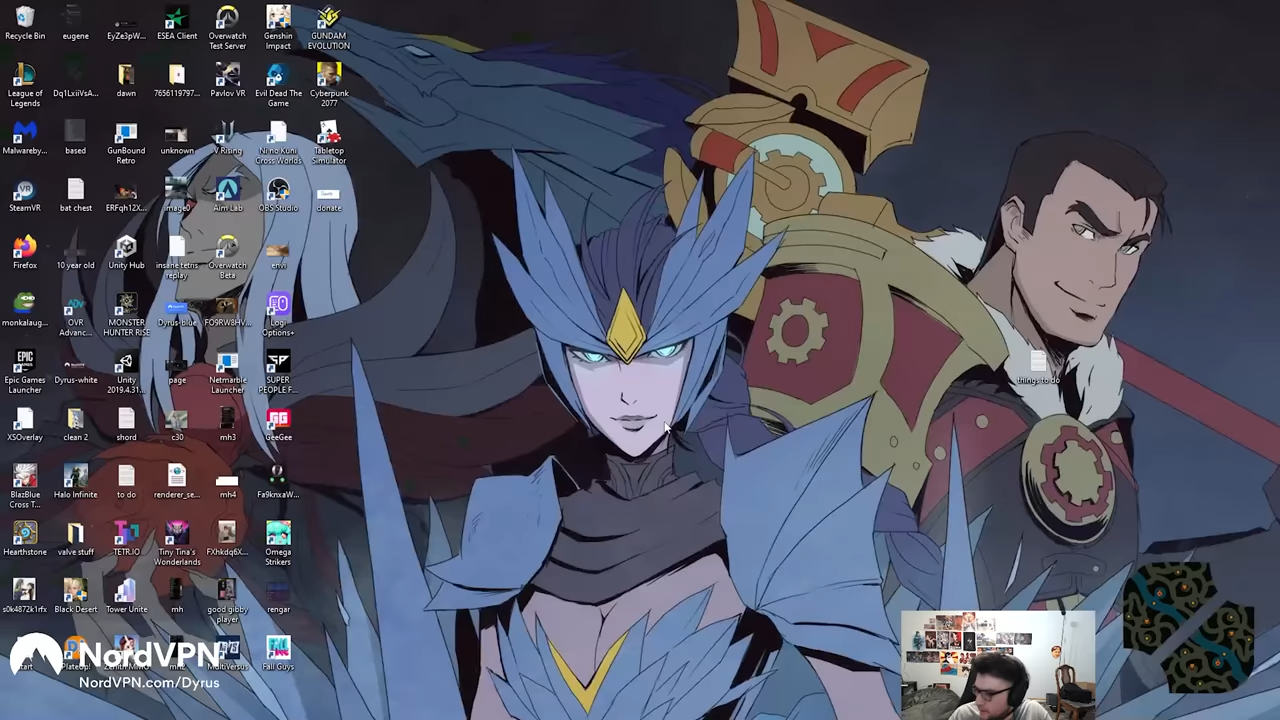 Recycle Bin
eugene
EyZe3pW...
ESEA Client
Overwatch
Test Server
Genshin
Impact
GUNDAM
EVOLUTION
League of
Legends
Dq1LxiiVsA...
dawn
7656119797...
Pavlov VR
Evil Dead The
Game
Cyberpunk
2077
Malwareby...
based
GunBound
Retro
unknown
V Rising
Ni no Kuni
Cross Worlds
Tabletop
Simulator
SteamVR
bat chest
ERFqh12X...
image0
Aim Lab
OBS Studio
donate
Firefox
10 year old
Unity Hub
insane tetris
replay
Overwatch
Beta
envi
monkalaug...
OVR
Advanc...
MONSTER
HUNTER RISE
Dyrus-blue
FO9RW8HV...
Logi
Options+
Epic Games
Launcher
Dyrus-white
Unity
2019.4.31...
page
Netmarble
Launcher
SUPER
PEOPLE F...
things to do
XSOverlay
clean 2
shord
c30
mh3
GeeGee
BlazBlue
Cross T...
Halo Infinite
to do
renderer_se...
mh4
Fa9knxaW...
Hearthstone
valve stuff
TETR.IO
Tiny Tina's
Wonderlands
FXhkdq6X...
Omega
Strikers
s0k4872k1rfx
Black Desert
Tower Unite
mh
good gibby
player
rengar
PlateUp!
Zenith MMO
mh2
MultiVersus
Fall Guys
NordVPN
NordVPN.com/Dyrus